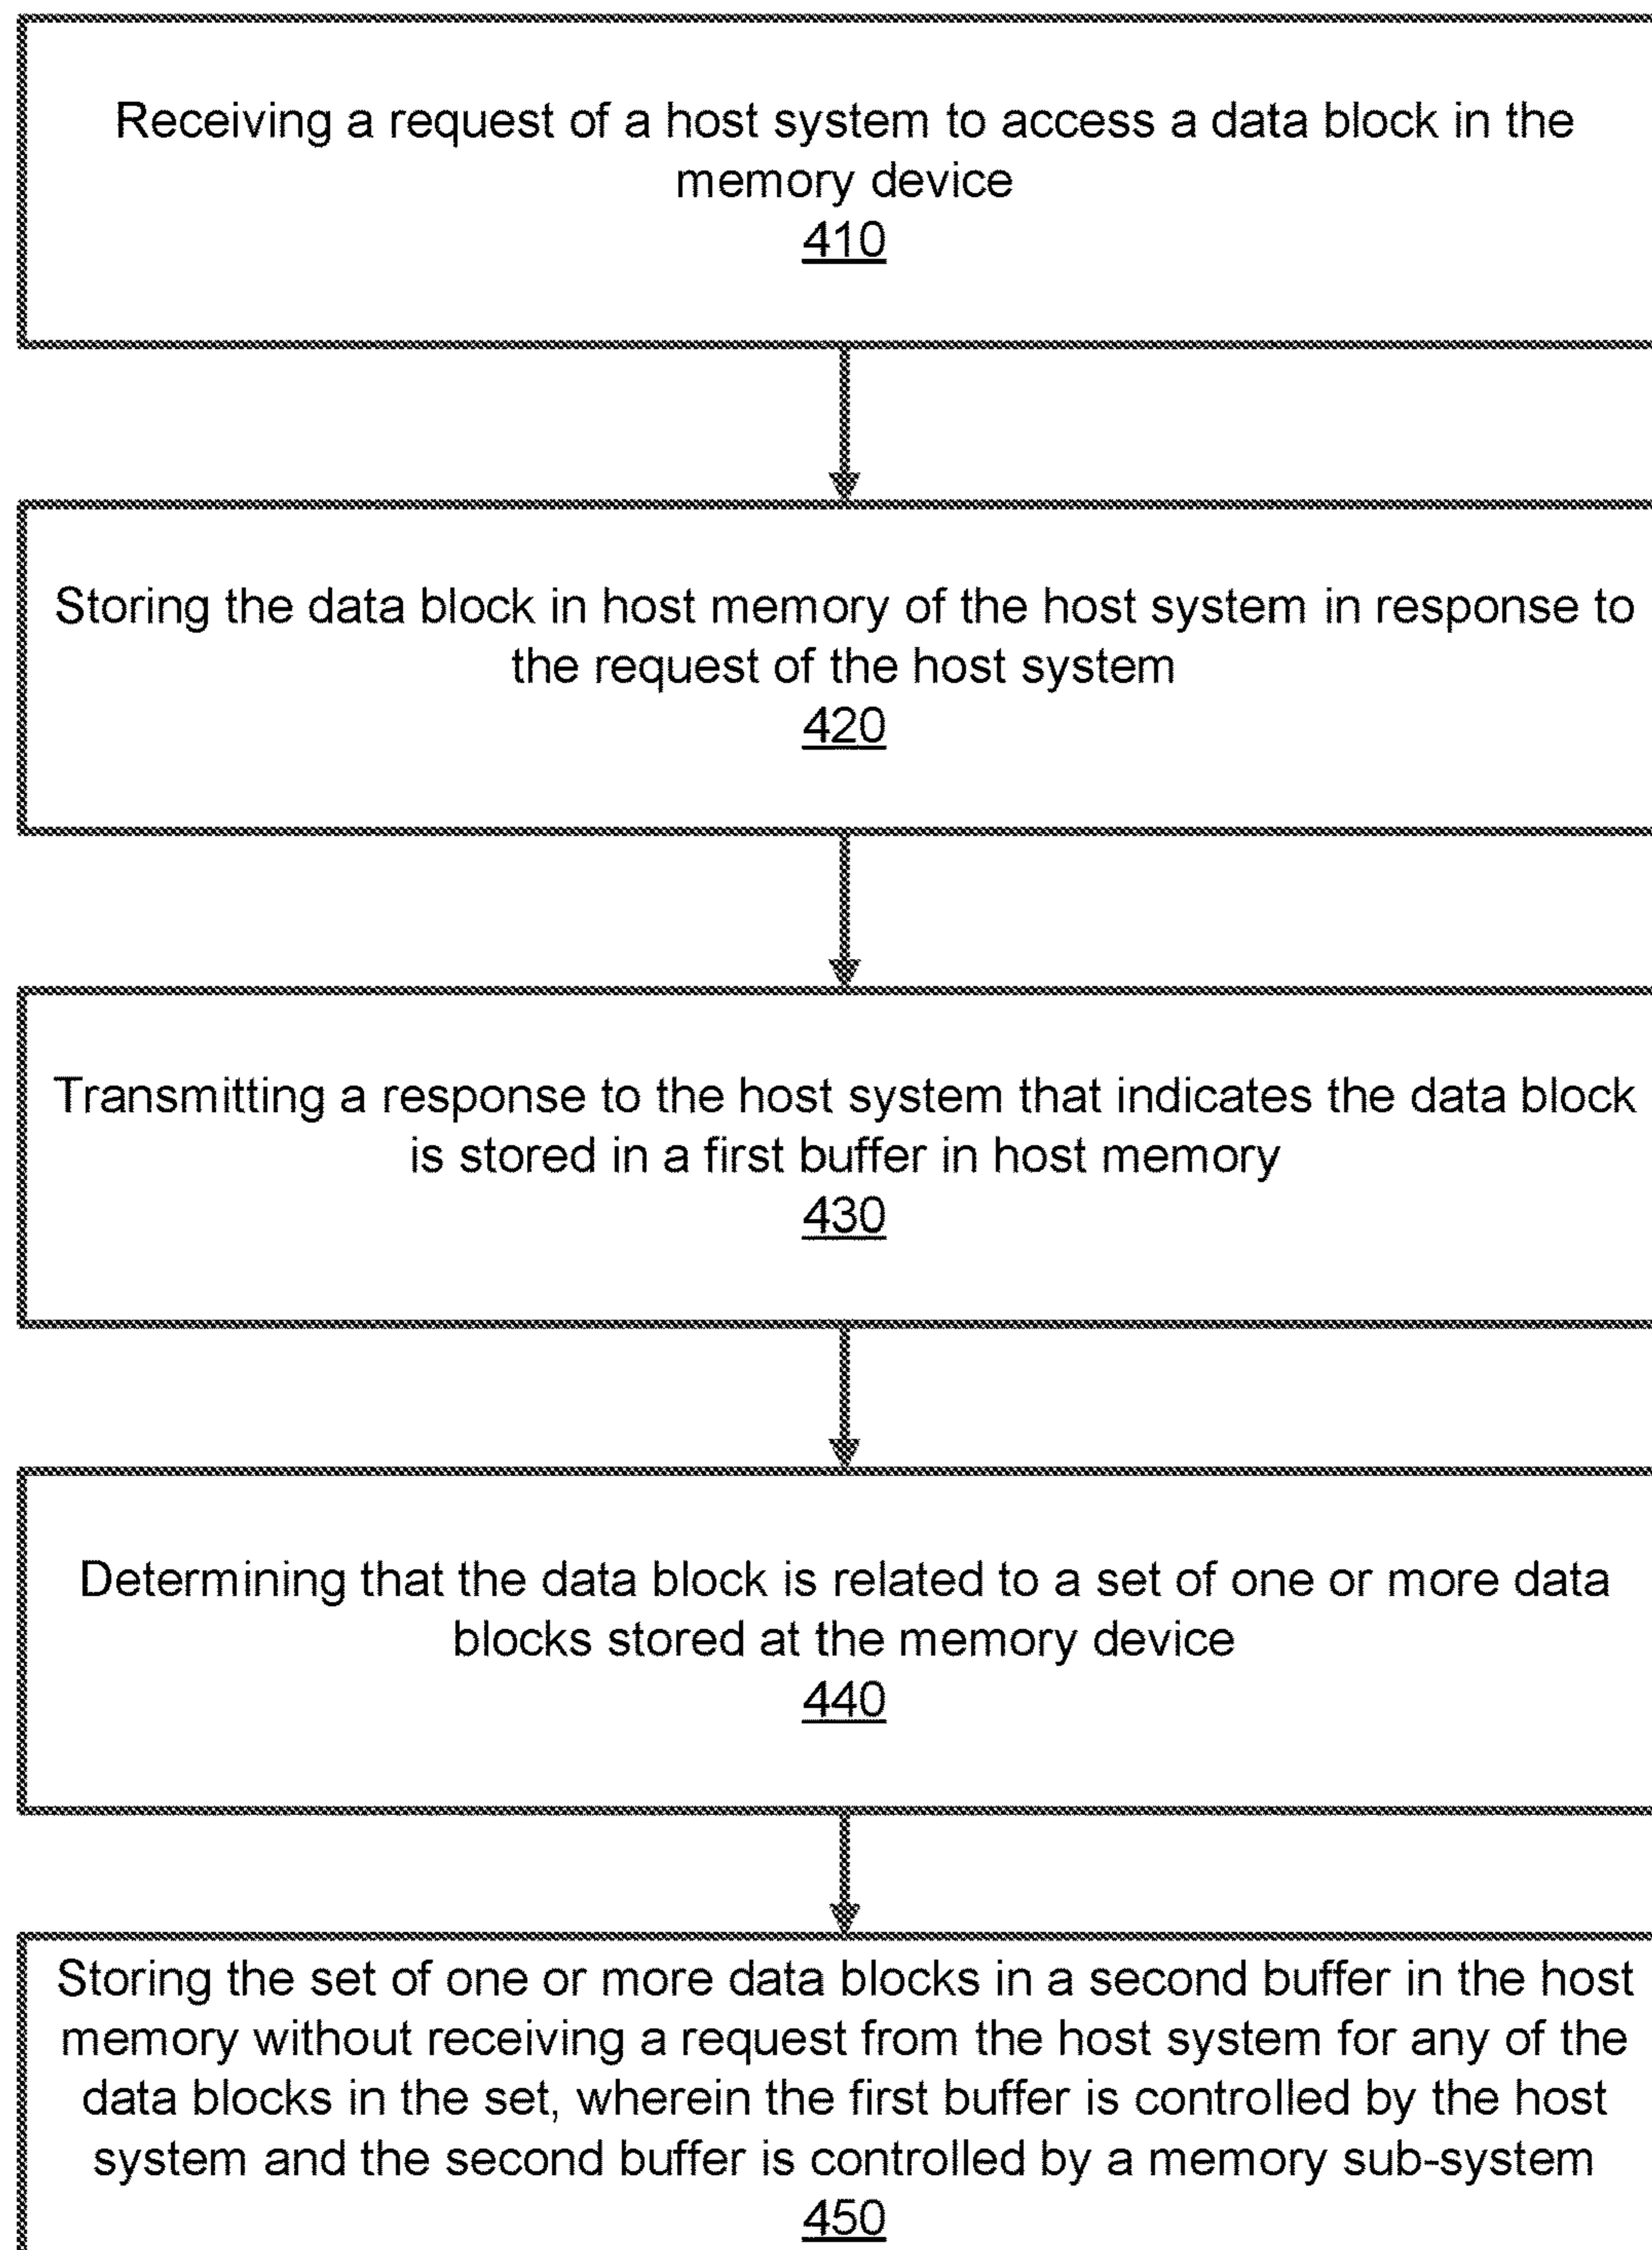 Receiving a request of a host system to access a data block in the
memory device
410
Storing the data block in host memory of the host system in response to
the request of the host system
420
Transmitting a response to the host system that indicates the data block
is stored in a first buffer in host memory
430
Determining that the data block is related to a set of one or more data
blocks stored at the memory device
440
Storing the set of one or more data blocks in a second buffer in the host
memory without receiving a request from the host system for any of the
data blocks in the set, wherein the first buffer is controlled by the host
system and the second buffer is controlled by a memory sub-system
450